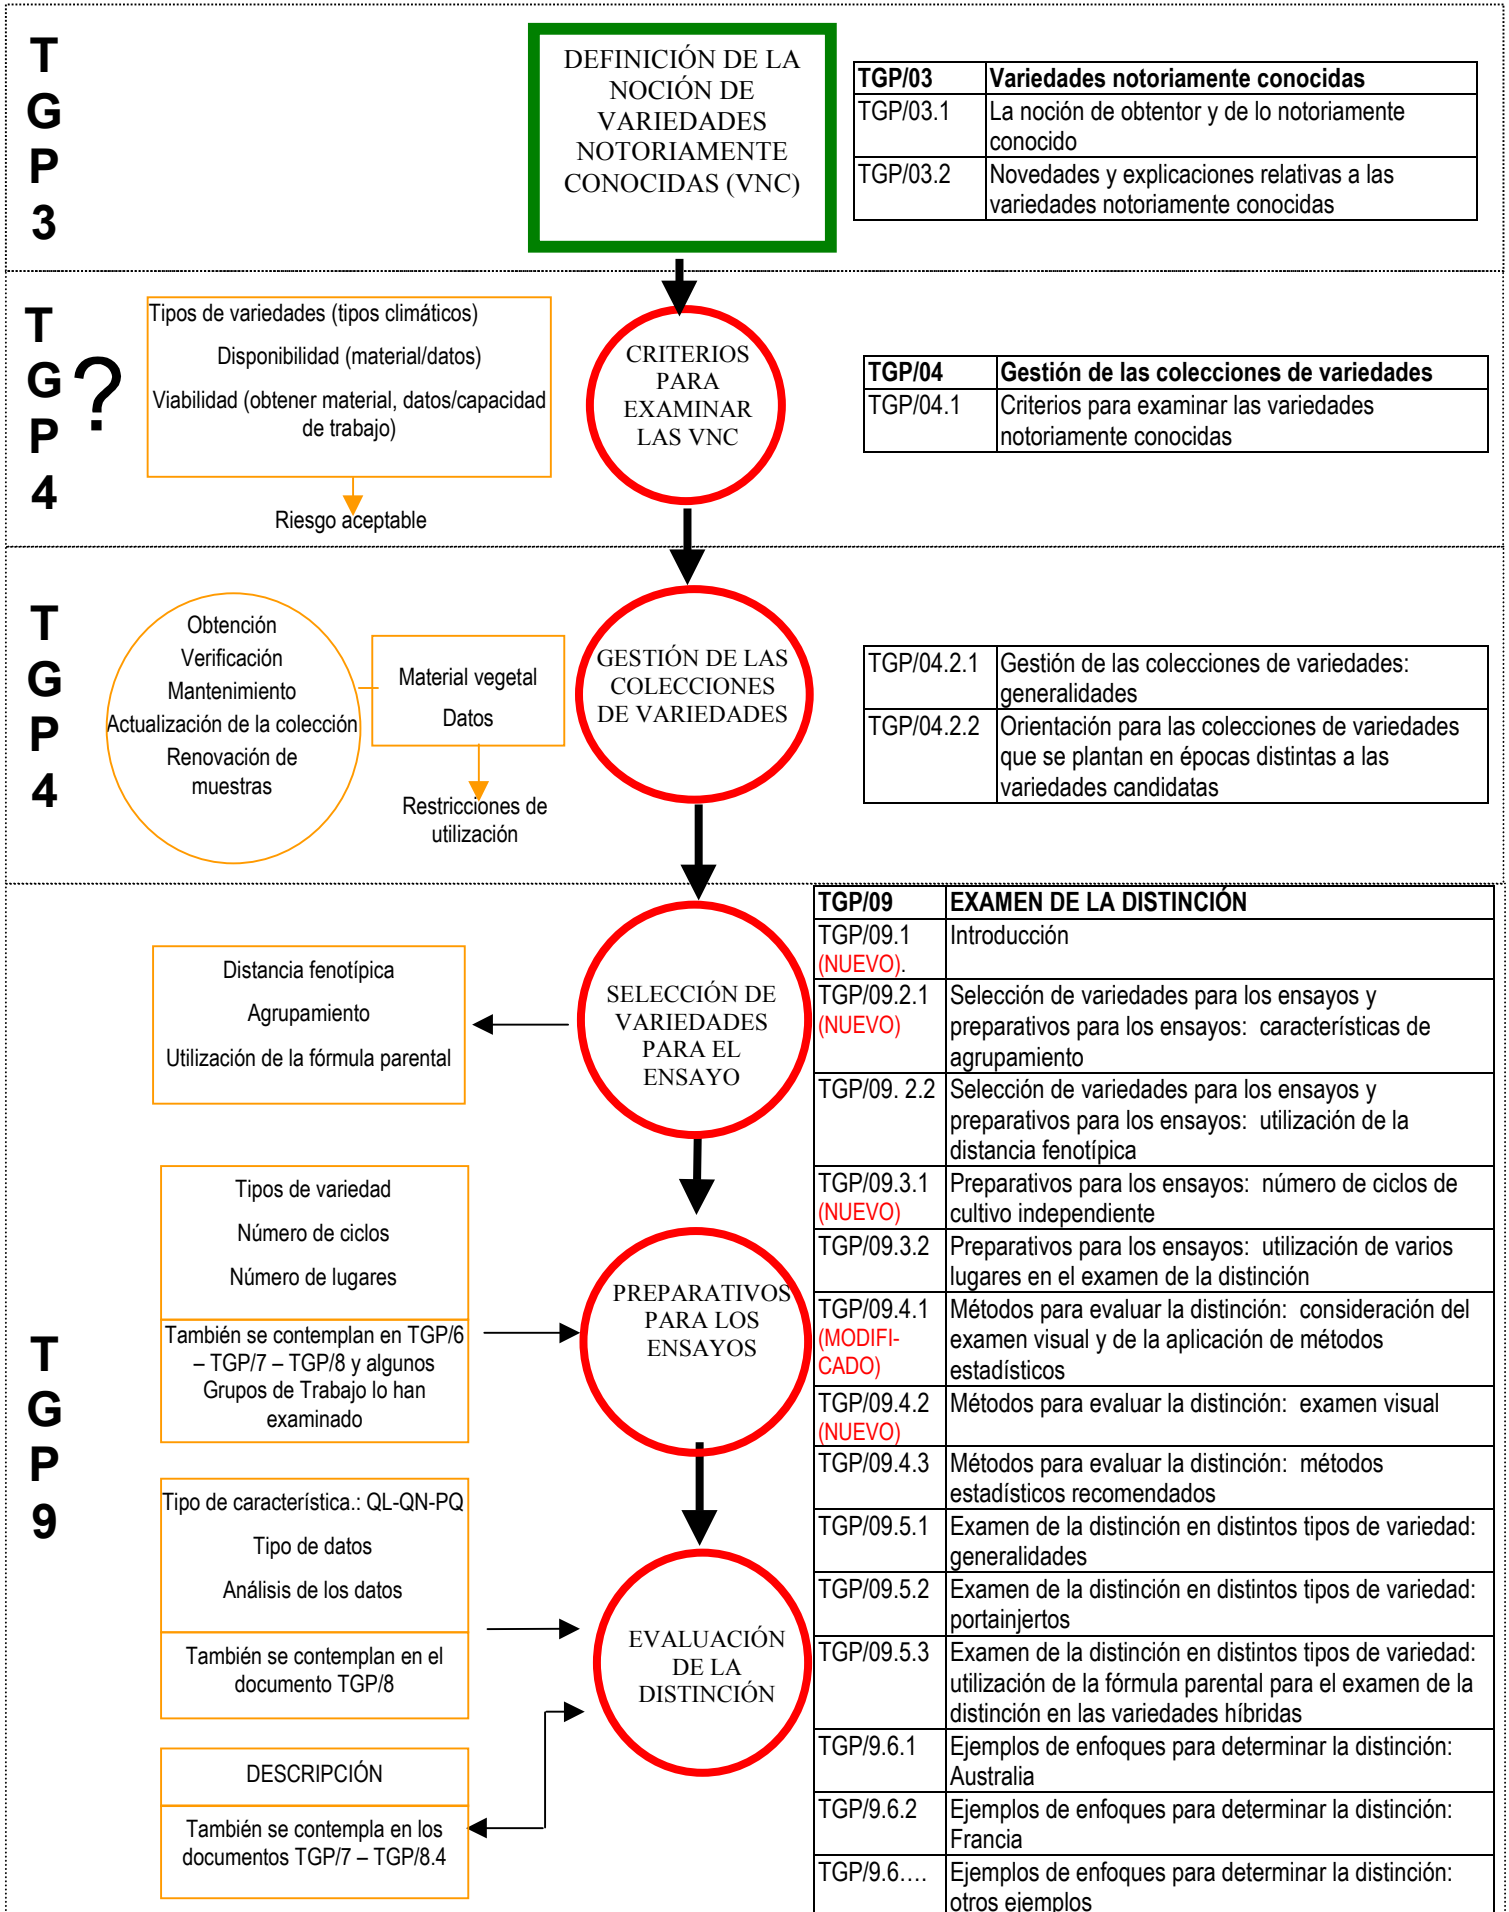 T
G
P
3
DEFINICIÓN DE LA
NOCIÓN DE
VARIEDADES
NOTORIAMENTE
CONOCIDAS (VNC)
TGP/03 Variedades notoriamente conocidas
TGP/03.1 La noción de obtentor y de lo notoriamente
conocido
TGP/03.2 Novedades y explicaciones relativas a las
variedades notoriamente conocidas
T
G
P
4
?
Tipos de variedades (tipos climáticos)
Disponibilidad (material/datos)
Viabilidad (obtener material, datos/capacidad
de trabajo)
Riesgo aceptable
CRITERIOS
PARA
EXAMINAR
LAS VNC
TGP/04 Gestión de las colecciones de variedades
TGP/04.1 Criterios para examinar las variedades
notoriamente conocidas
T
G
P
4
Obtención
Verificación
Mantenimiento
Actualización de la colección
Renovación de
muestras
Material vegetal
Datos
Restricciones de
utilización
GESTIÓN DE LAS
COLECCIONES
DE VARIEDADES
TGP/04.2.1 Gestión de las colecciones de variedades:
generalidades
TGP/04.2.2 Orientación para las colecciones de variedades
que se plantan en épocas distintas a las
variedades candidatas
T
G
P
9
Distancia fenotípica
Agrupamiento
Utilización de la fórmula parental
SELECCIÓN DE
VARIEDADES
PARA EL
ENSAYO
Tipos de variedad
Número de ciclos
Número de lugares
También se contemplan en TGP/6
– TGP/7 – TGP/8 y algunos
Grupos de Trabajo lo han
examinado
PREPARATIVOS
PARA LOS
ENSAYOS
Tipo de característica.: QL-QN-PQ
Tipo de datos
Análisis de los datos
También se contemplan en el
documento TGP/8
EVALUACIÓN
DE LA
DISTINCIÓN
DESCRIPCIÓN
También se contempla en los
documentos TGP/7 – TGP/8.4
TGP/09 EXAMEN DE LA DISTINCIÓN
TGP/09.1 Introducción
(NUEVO).
TGP/09.2.1 Selección de variedades para los ensayos y
(NUEVO) preparativos para los ensayos: características de
agrupamiento
TGP/09. 2.2 Selección de variedades para los ensayos y
preparativos para los ensayos: utilización de la
distancia fenotípica
TGP/09.3.1 Preparativos para los ensayos: número de ciclos de
(NUEVO) cultivo independiente
TGP/09.3.2 Preparativos para los ensayos: utilización de varios
lugares en el examen de la distinción
TGP/09.4.1 Métodos para evaluar la distinción: consideración del
(MODIFI- examen visual y de la aplicación de métodos
CADO) estadísticos
TGP/09.4.2 Métodos para evaluar la distinción: examen visual
(NUEVO)
TGP/09.4.3 Métodos para evaluar la distinción: métodos
estadísticos recomendados
TGP/09.5.1 Examen de la distinción en distintos tipos de variedad:
generalidades
TGP/09.5.2 Examen de la distinción en distintos tipos de variedad:
portainjertos
TGP/09.5.3 Examen de la distinción en distintos tipos de variedad:
utilización de la fórmula parental para el examen de la
distinción en las variedades híbridas
TGP/9.6.1 Ejemplos de enfoques para determinar la distinción:
Australia
TGP/9.6.2 Ejemplos de enfoques para determinar la distinción:
Francia
TGP/9.6…. Ejemplos de enfoques para determinar la distinción:
otros ejemplos